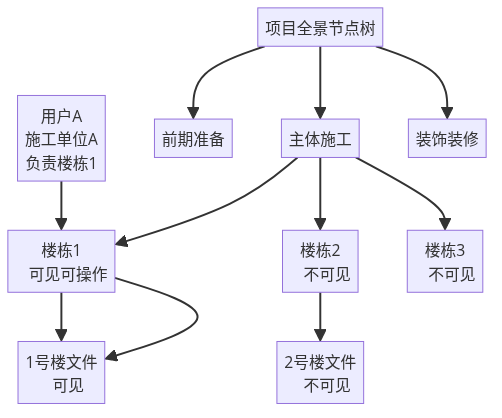 项目全景节点树
用户A
施工单位A
负责楼栋1
前期准备
主体施工
装饰装修
楼栋1
可见可操作
楼栋2
不可见
楼栋3
不可见
1号楼文件
可见
2号楼文件
不可见